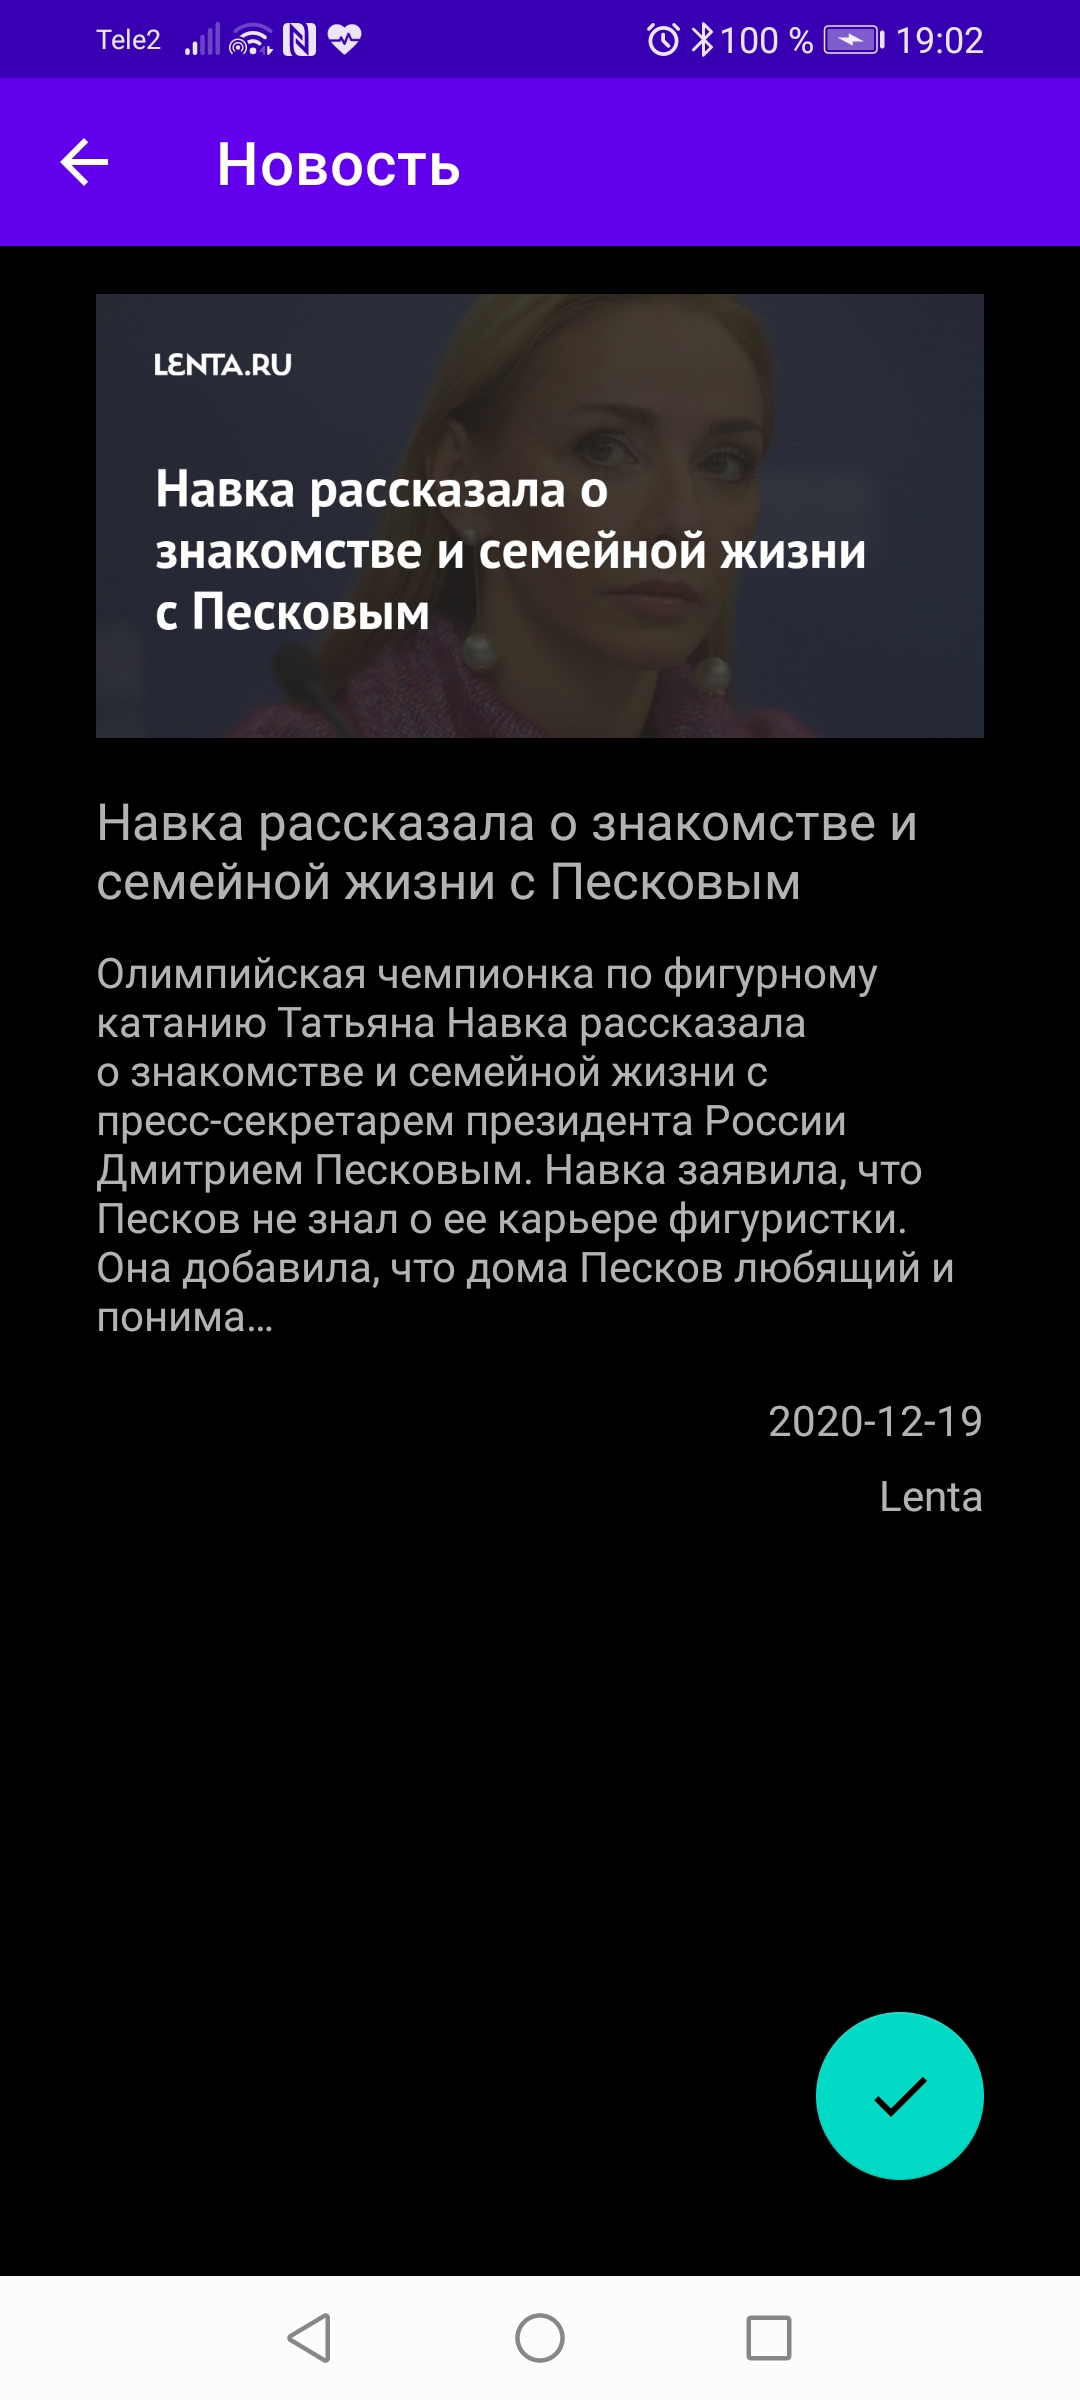 Tele2 100 % 19:02
Новость
LENTA.RU
Навка рассказала о
знакомстве и семейной жизни
с Песковым
Навка рассказала о знакомстве и
семейной жизни с Песковым
Олимпийская чемпионка по фигурному
катанию Татьяна Навка рассказала
о знакомстве и семейной жизни с
пресс-секретарем президента России
Дмитрием Песковым. Навка заявила, что
Песков не знал о ее карьере фигуристки.
Она добавила, что дома Песков любящий и
понима…
2020-12-19
Lenta